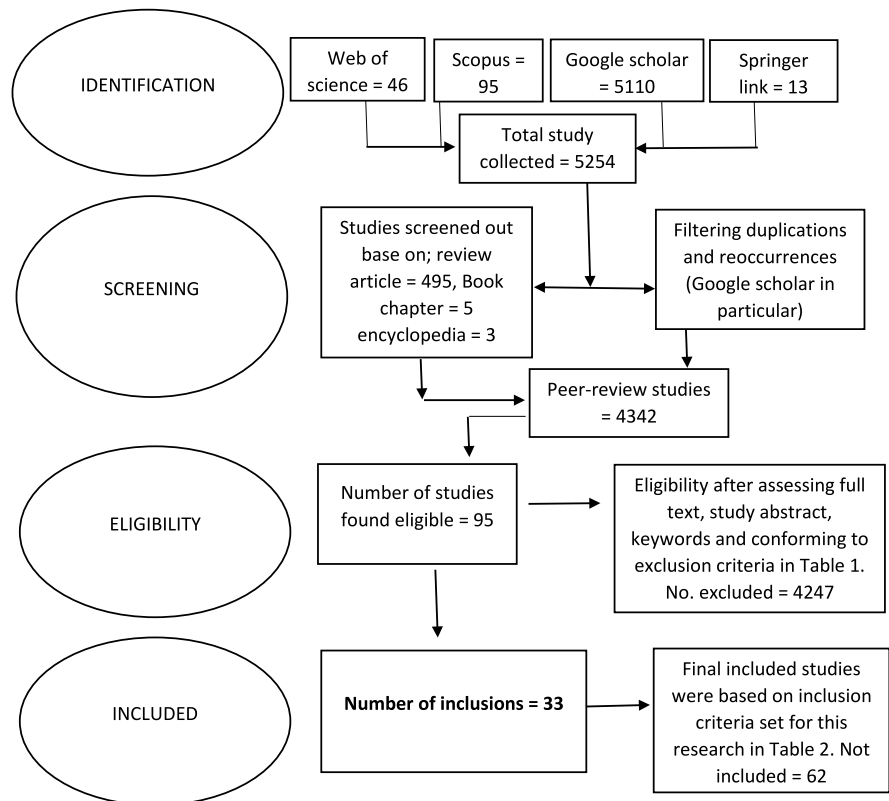 IDENTIFICATION
Web of
science = 46
Scopus =
95
Google scholar
= 5110
Springer
link = 13
Total study
collected = 5254
SCREENING
Studies screened out
base on; review
article = 495, Book
chapter = 5
encyclopedia = 3
Filtering duplications
and reoccurrences
(Google scholar in
particular)
Peer-review studies
= 4342
ELIGIBILITY
Number of studies
found eligible = 95
Eligibility after assessing full
text, study abstract,
keywords and conforming to
exclusion criteria in Table 1.
No. excluded = 4247
INCLUDED
Number of inclusions = 33
Final included studies
were based on inclusion
criteria set for this
research in Table 2. Not
included = 62